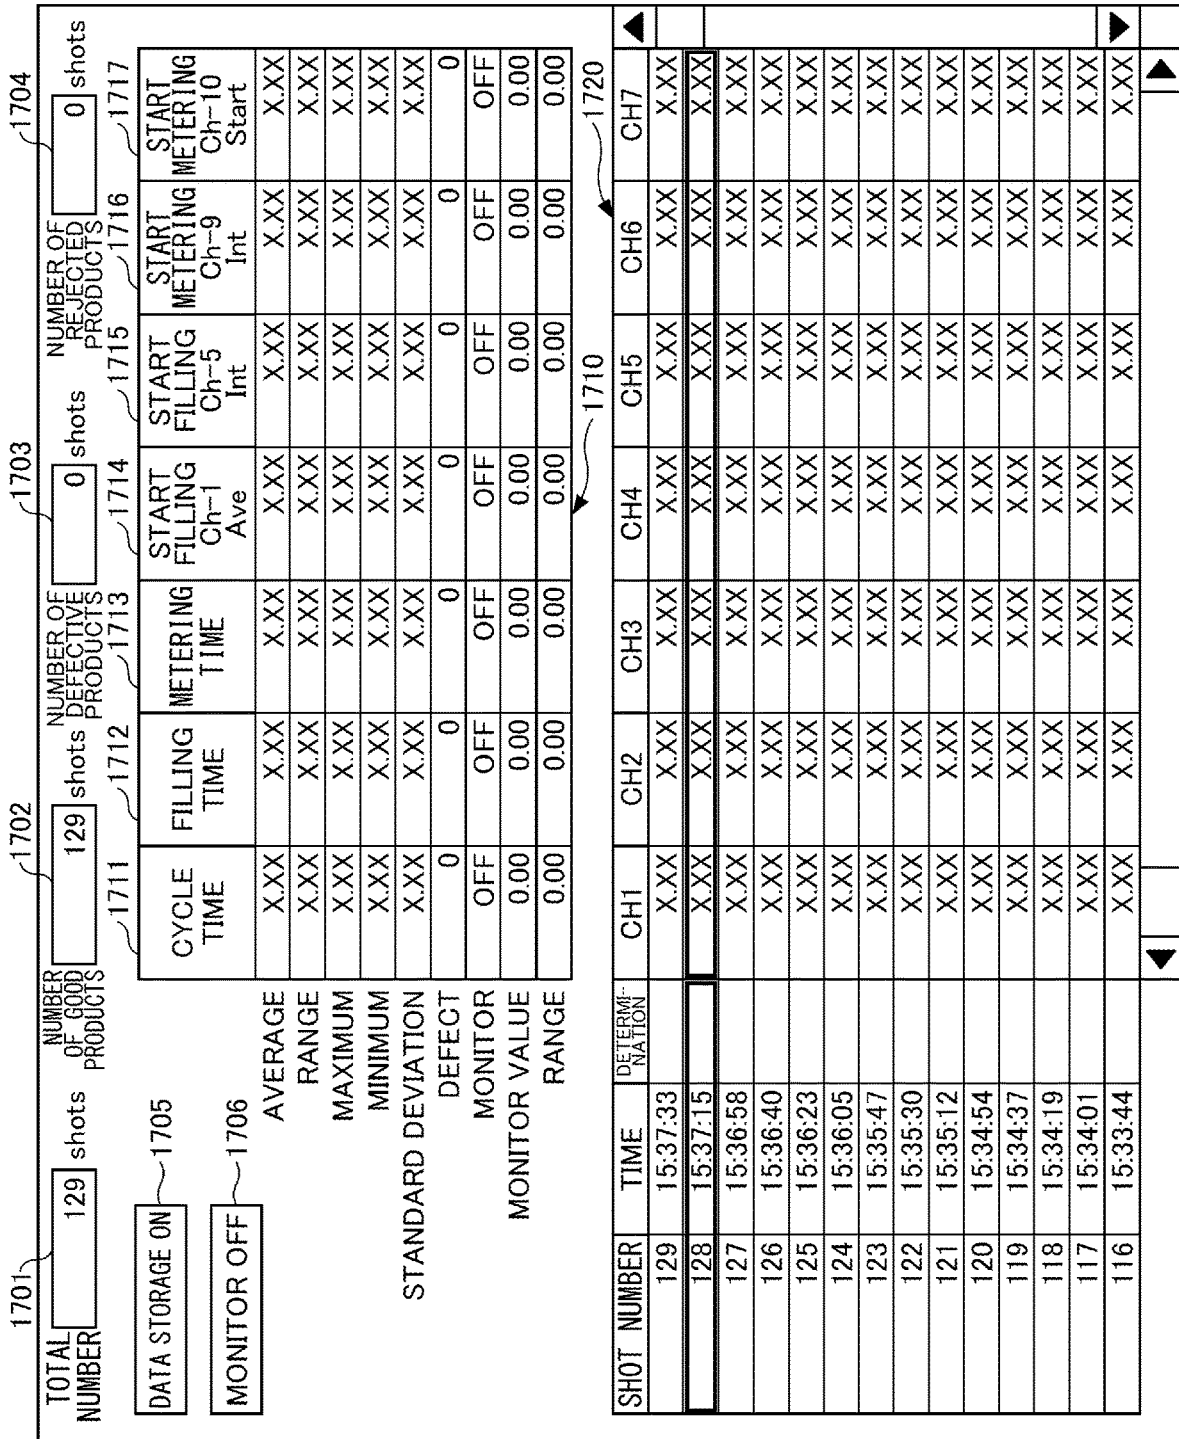 1701 1702 1703 1704
TOTAL NUMBER 129 shots NUMBER OF GOOD PRODUCTS 129 shots NUMBER OF DEFECTIVE PRODUCTS 0 shots NUMBER OF REJECTED PRODUCTS 0 shots
1711 1712 1713 1714 1715 1716 1717
DATA STORAGE ON 1705
MONITOR OFF 1706
CYCLE TIME FILLING TIME METERING TIME START FILLING Ch-1 Ave START FILLING Ch-5 Int START METERING Ch-9 Int START METERING Ch-10 Start
AVERAGE X.XX X.XX X.XX X.XX X.XX X.XX X.XX
RANGE X.XX X.XX X.XX X.XX X.XX X.XX X.XX
MAXIMUM X.XX X.XX X.XX X.XX X.XX X.XX X.XX
MINIMUM X.XX X.XX X.XX X.XX X.XX X.XX X.XX
STANDARD DEVIATION X.XX X.XX X.XX X.XX X.XX X.XX X.XX
DEFECT 0 0 0 0 0 0 0
MONITOR OFF OFF OFF OFF OFF OFF OFF
MONITOR VALUE 0.00 0.00 0.00 0.00 0.00 0.00 0.00
RANGE 0.00 0.00 0.00 0.00 0.00 0.00 0.00
1710 1720
SHOT NUMBER TIME DETERMI-NATION CH1 CH2 CH3 CH4 CH5 CH6 CH7
129 15:37:33 X.XX X.XX X.XX X.XX X.XX X.XX X.XX
128 15:37:15 X.XX X.XX X.XX X.XX X.XX X.XX X.XX
127 15:36:58 X.XX X.XX X.XX X.XX X.XX X.XX X.XX
126 15:36:40 X.XX X.XX X.XX X.XX X.XX X.XX X.XX
125 15:36:23 X.XX X.XX X.XX X.XX X.XX X.XX X.XX
124 15:36:05 X.XX X.XX X.XX X.XX X.XX X.XX X.XX
123 15:35:47 X.XX X.XX X.XX X.XX X.XX X.XX X.XX
122 15:35:30 X.XX X.XX X.XX X.XX X.XX X.XX X.XX
121 15:35:12 X.XX X.XX X.XX X.XX X.XX X.XX X.XX
120 15:34:54 X.XX X.XX X.XX X.XX X.XX X.XX X.XX
119 15:34:37 X.XX X.XX X.XX X.XX X.XX X.XX X.XX
118 15:34:19 X.XX X.XX X.XX X.XX X.XX X.XX X.XX
117 15:34:01 X.XX X.XX X.XX X.XX X.XX X.XX X.XX
116 15:33:44 X.XX X.XX X.XX X.XX X.XX X.XX X.XX